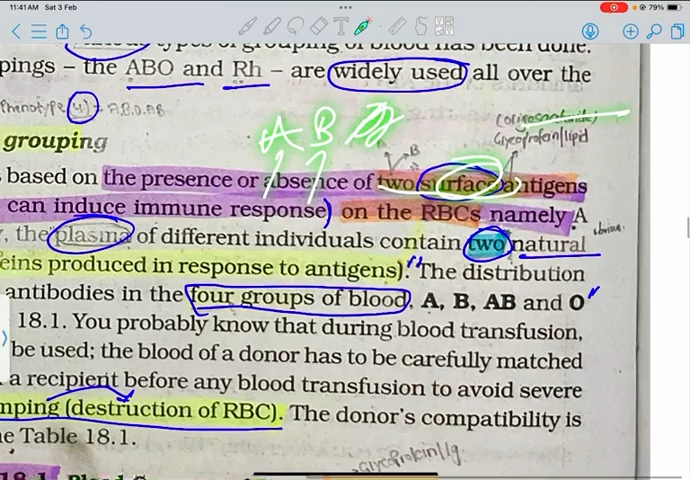 11:41 AM Sat 3 Feb
79%
various types of grouping of blood has been done.
pings – the ABO and Rh – are widely used all over the
Phenotype (4) + A,B,O,AB
A B
B
Glycoprotein/lipid
grouping
based on the presence or absence of two surface antigens
can induce immune response) on the RBCs namely A
obvious
, the plasma of different individuals contain two natural
eins produced in response to antigens). The distribution
antibodies in the four groups of blood, A, B, AB and O
18.1. You probably know that during blood transfusion,
be used; the blood of a donor has to be carefully matched
a recipient before any blood transfusion to avoid severe
mping (destruction of RBC). The donor's compatibility is
e Table 18.1.
18.1